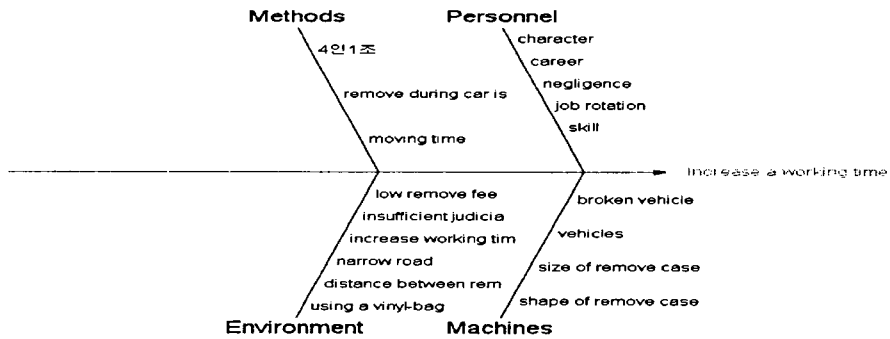 Methods
Personnel
4인1조
remove during car is
moving time
character
career
negligence
job rotation
skill
Increase a working time
low remove fee
insufficient judicia
increase working tim
narrow road
distance between rem
using a vinyl-bag
broken vehicle
vehicles
size of remove case
shape of remove case
Environment
Machines